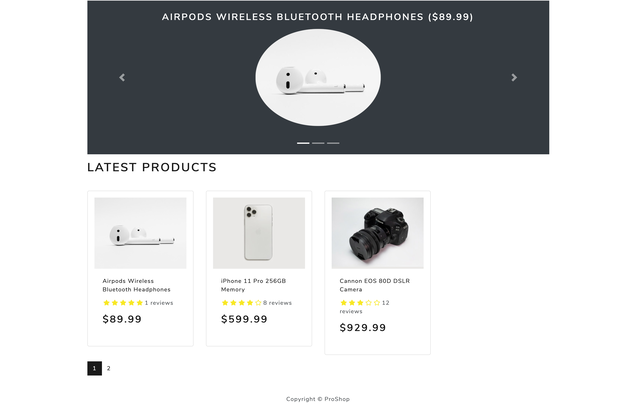 AIRPODS WIRELESS BLUETOOTH HEADPHONES ($89.99)
LATEST PRODUCTS
Airpods Wireless
Bluetooth Headphones
1 reviews
$89.99
iPhone 11 Pro 256GB
Memory
8 reviews
$599.99
Cannon EOS 80D DSLR
Camera
12
reviews
$929.99
1 2
Copyright © ProShop